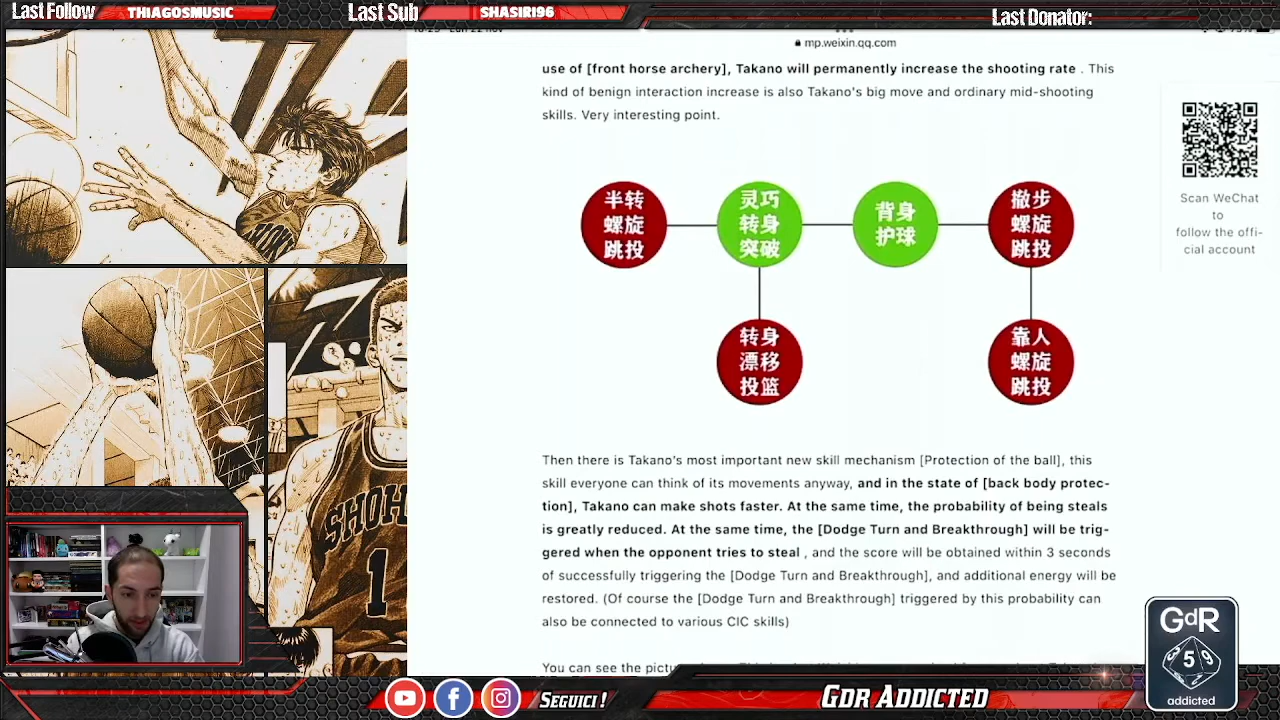 Last Follow
THIAGOSMUSIC
Last Sub
SHASIRI96
Last Donator:
mp.weixin.qq.com
use of [front horse archery], Takano will permanently increase the shooting rate . This
kind of benign interaction increase is also Takano's big move and ordinary mid-shooting
skills. Very interesting point.
半转
螺旋
跳投
灵巧
转身
突破
背身
护球
撤步
螺旋
跳投
转身
漂移
投篮
靠人
螺旋
跳投
Scan WeChat
to
follow the offi-
cial account
Then there is Takano's most important new skill mechanism [Protection of the ball], this
skill everyone can think of its movements anyway, and in the state of [back body protec-
tion], Takano can make shots faster. At the same time, the probability of being steals
is greatly reduced. At the same time, the [Dodge Turn and Breakthrough] will be trig-
gered when the opponent tries to steal , and the score will be obtained within 3 seconds
of successfully triggering the [Dodge Turn and Breakthrough], and additional energy will be
restored. (Of course the [Dodge Turn and Breakthrough] triggered by this probability can
also be connected to various CIC skills)
You can see the
SHOH
1
GdR
5
addicted
Seguici !
GdR Addicted